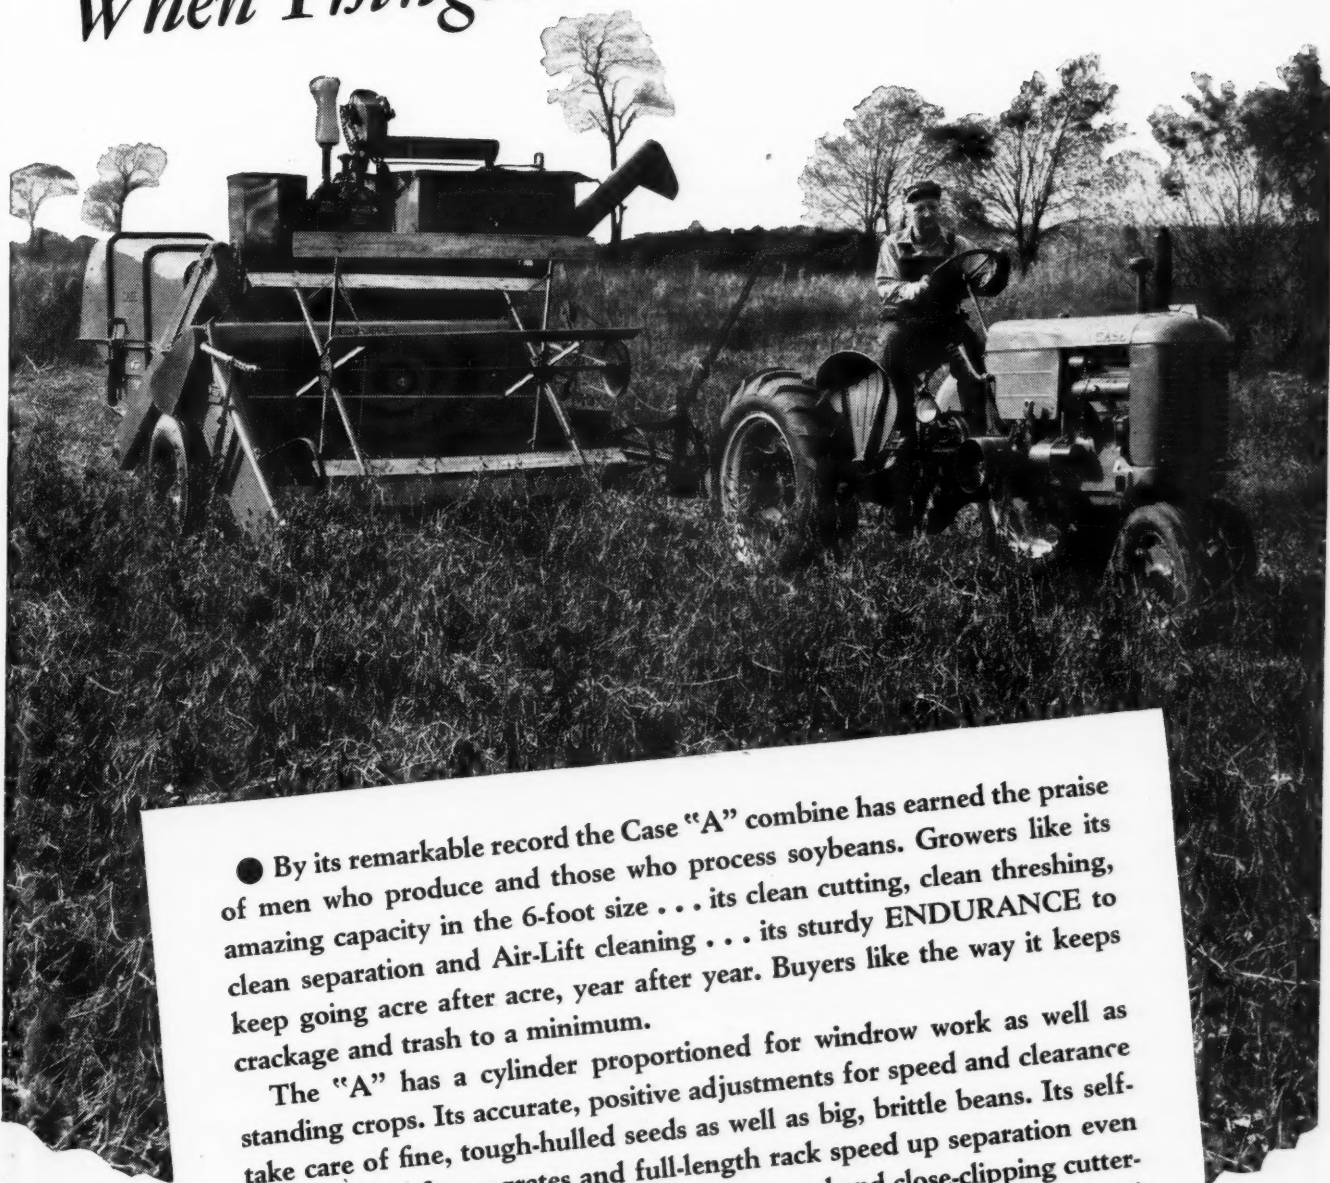 When Thing
CASE
● By its remarkable record the Case "A" combine has earned the praise
of men who produce and those who process soybeans. Growers like its
amazing capacity in the 6-foot size . . . its clean cutting, clean threshing,
clean separation and Air-Lift cleaning . . . its sturdy ENDURANCE to
keep going acre after acre, year after year. Buyers like the way it keeps
crackage and trash to a minimum.
The "A" has a cylinder proportioned for windrow work as well as
standing crops. Its accurate, positive adjustments for speed and clearance
take care of fine, tough-hulled seeds as well as big, brittle beans. Its self-
grates and full-length rack speed up separation even
and close-clipping cutter-